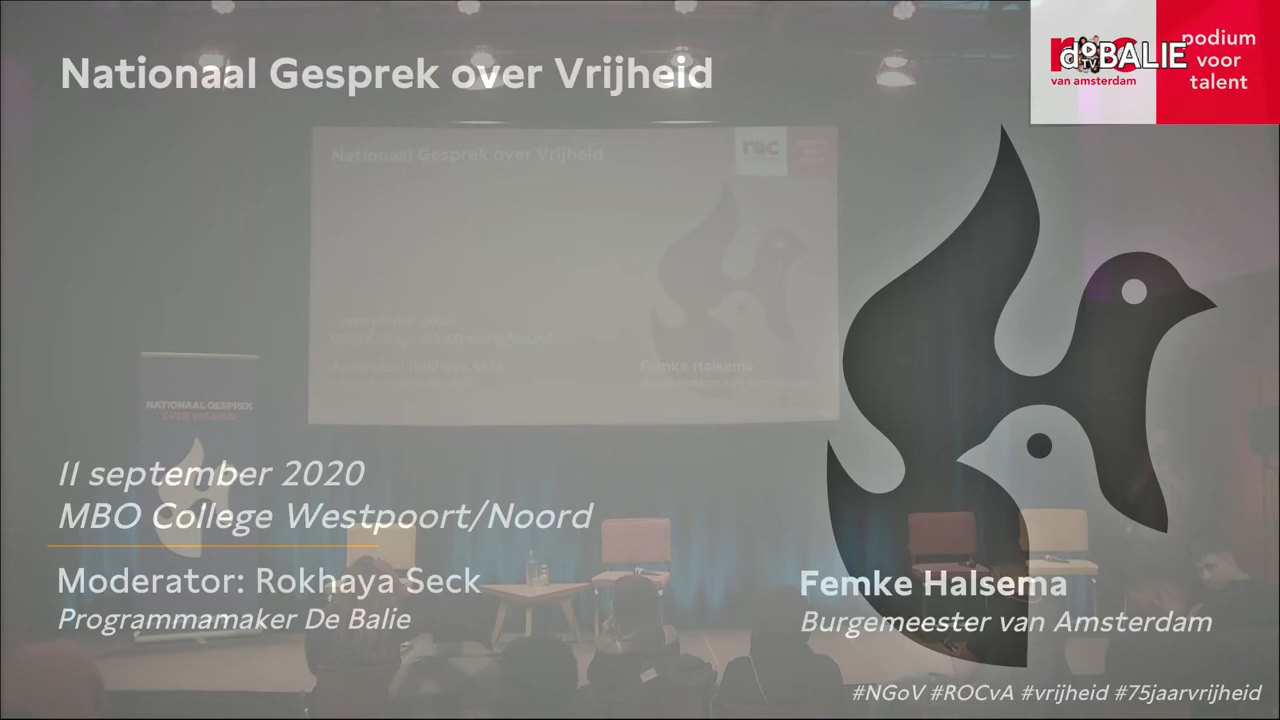 Nationaal Gesprek over Vrijheid
doBALIE
TV
van amsterdam
podium
voor
talent
Nationaal Gesprek over Vrijheid
roc
Femke Halsema
NATIONAAL GESPREK
OVER VRIJHEID
11 september 2020
MBO College Westpoort/Noord
Moderator: Rokhaya Seck
Programmamaker De Balie
Femke Halsema
Burgemeester van Amsterdam
#NGoV #ROCvA #vrijheid #75jaarvrijheid